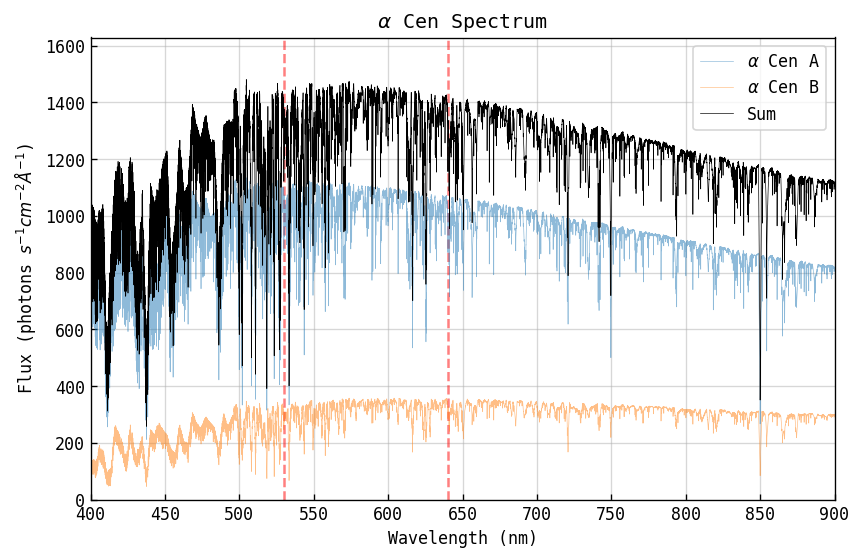 α Cen Spectrum
α Cen A
α Cen B
Sum
Flux (photons s⁻¹cm⁻²Å⁻¹)
1600
1400
1200
1000
800
600
400
200
0
400 450 500 550 600 650 700 750 800 850 900
Wavelength (nm)